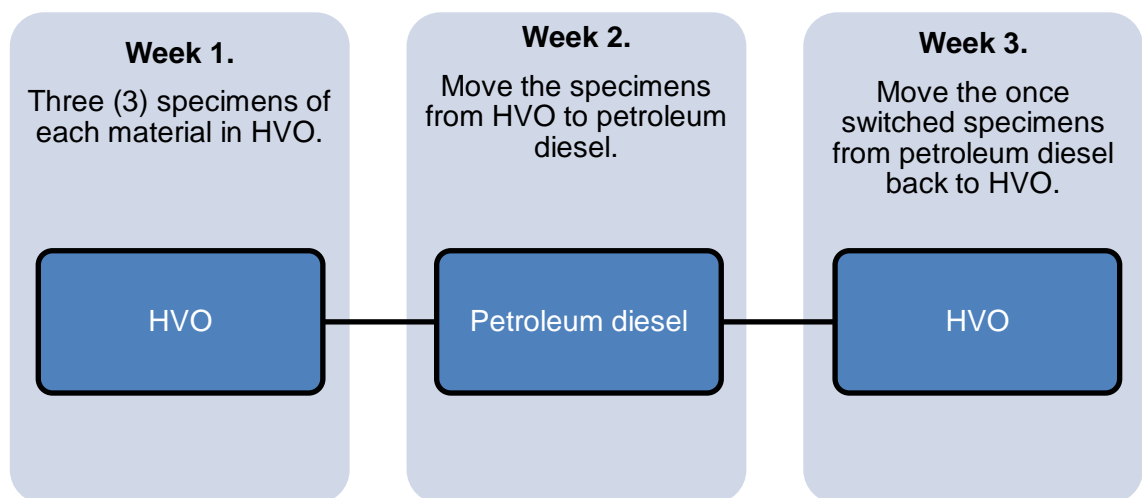 Week 1.
Three (3) specimens of
each material in HVO.
HVO
Week 2.
Move the specimens
from HVO to petroleum
diesel.
Petroleum diesel
Week 3.
Move the once
switched specimens
from petroleum diesel
back to HVO.
HVO